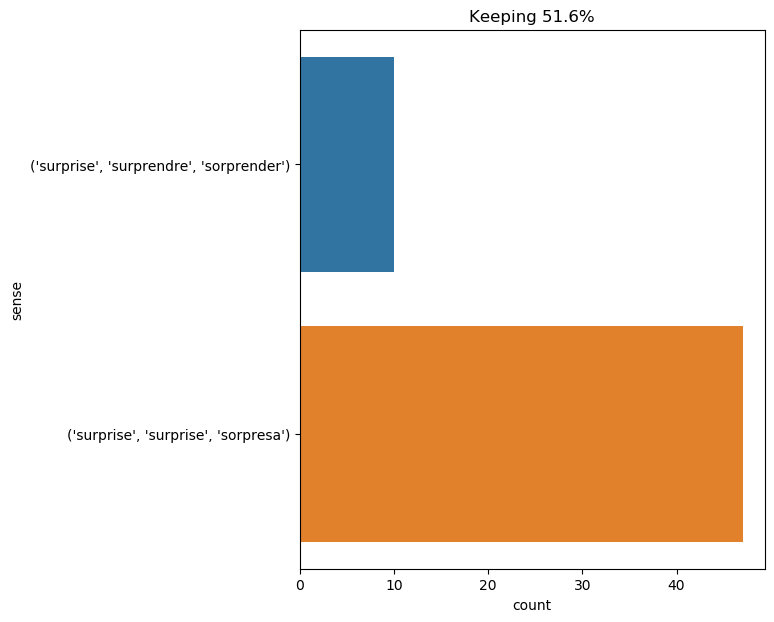 Keeping 51.6%
('surprise', 'surprendre', 'sorprender')
sense
('surprise', 'surprise', 'sorpresa')
0 10 20 30 40
count